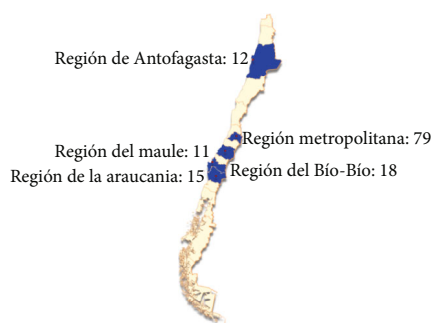 Región de Antofagasta: 12
Región metropolitana: 79
Región del maule: 11
Región del Bío-Bío: 18
Región de la araucania: 15